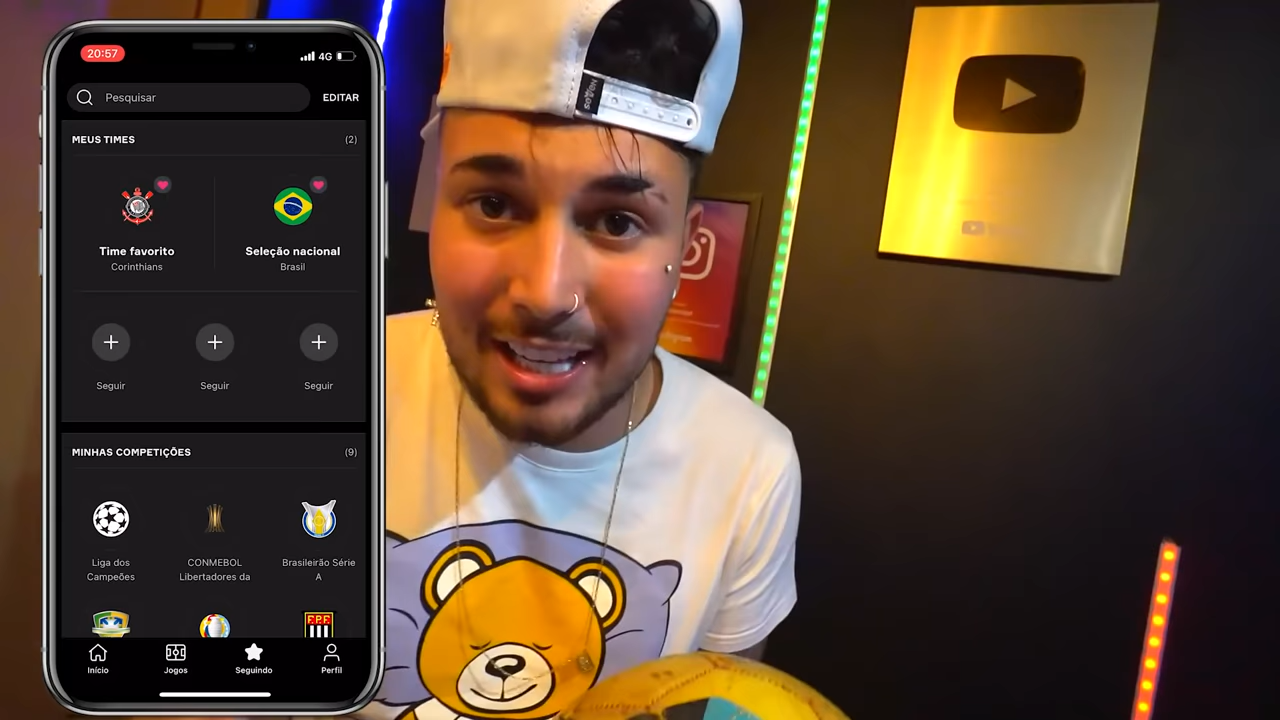 20:57
4G
Pesquisar
EDITAR
MEUS TIMES
(2)
Time favorito
Corinthians
Seleção nacional
Brasil
Seguir
Seguir
Seguir
MINHAS COMPETIÇÕES
(9)
Liga dos
Campeões
CONMEBOL
Libertadores da
Brasileirão Série
A
FPF
Início
Jogos
Seguindo
Perfil